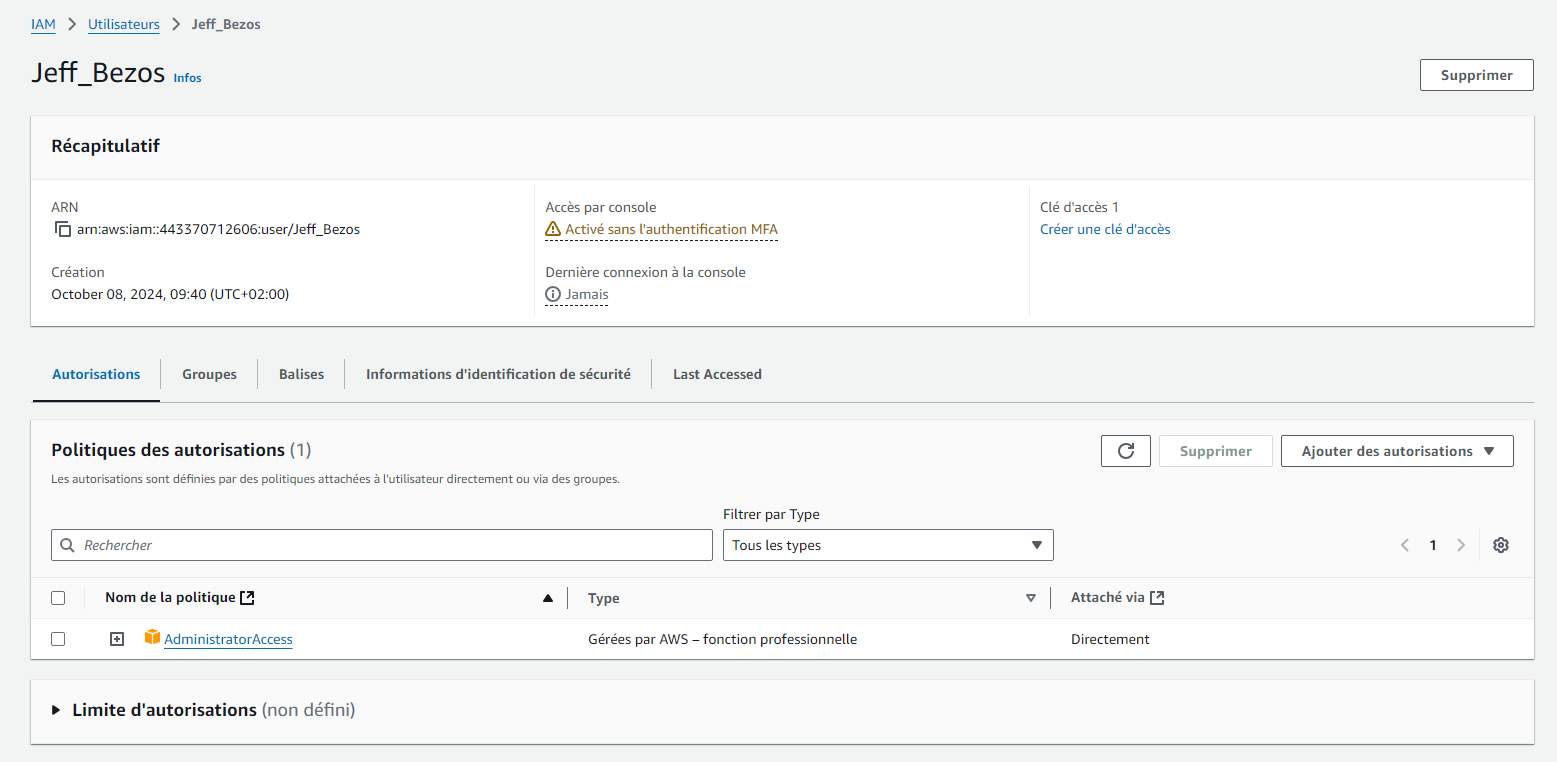 IAM > Utilisateurs > Jeff_Bezos
Jeff_Bezos Infos
Supprimer
Récapitulatif
ARN
arn:aws:iam::443370712606:user/Jeff_Bezos
Création
October 08, 2024, 09:40 (UTC+02:00)
Accès par console
Activé sans l'authentification MFA
Dernière connexion à la console
Jamais
Clé d'accès 1
Créer une clé d'accès
Autorisations Groupes Balises Informations d'identification de sécurité Last Accessed
Politiques des autorisations (1)
Les autorisations sont définies par des politiques attachées à l'utilisateur directement ou via des groupes.
Supprimer Ajouter des autorisations
Filtrer par Type
Rechercher Tous les types 1
Nom de la politique Type Attaché via
AdministratorAccess Gérées par AWS – fonction professionnelle Directement
Limite d'autorisations (non défini)